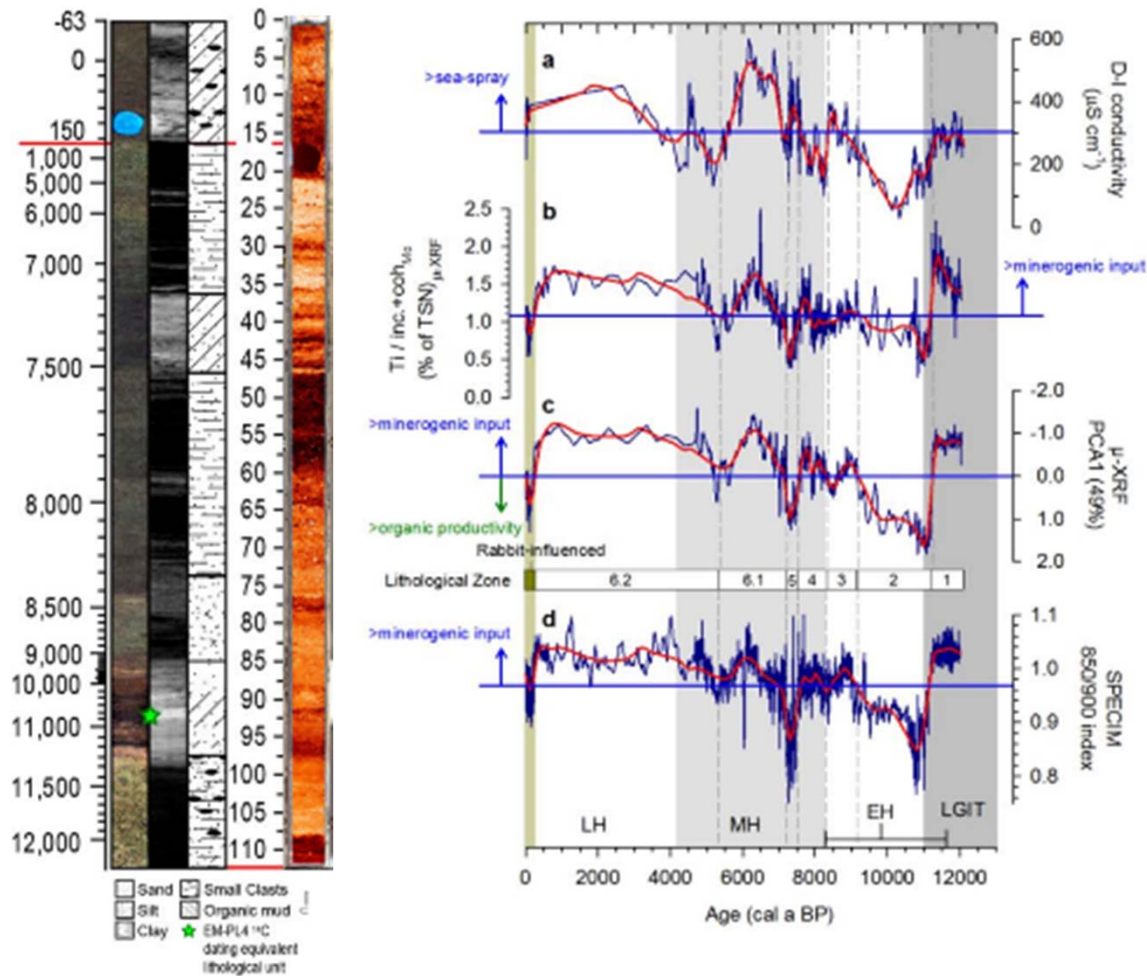 -63
0
150
1,000
5,000
6,000
7,000
7,500
8,000
8,500
9,000
10,000
11,000
11,500
12,000
0
5
10
15
20
25
30
35
40
45
50
55
60
65
70
75
80
85
90
95
100
105
110
Sand
Silt
Clay
Small Clasts
Organic mud
EM-PL4 ¹⁴C
dating equivalent
lithological unit
a
>sea-spray
600
400
200
0
D-I conductivity
(µS cm⁻¹)
b
2.5
2.0
1.5
1.0
0.5
0.0
Ti / inc.+coh.Mo
(% of TSN)µ-XRF
>minerogenic input
c
>minerogenic input
>organic productivity
-2.0
-1.0
0.0
1.0
2.0
µ-XRF
PCA1 (49%)
Rabbit-influenced
Lithological Zone
6.2
6.1
5
4
3
2
1
d
>minerogenic input
1.1
1.0
0.9
0.8
SPECIM
850/900 index
LH
MH
EH
LGIT
0
2000
4000
6000
8000
10000
12000
Age (cal a BP)